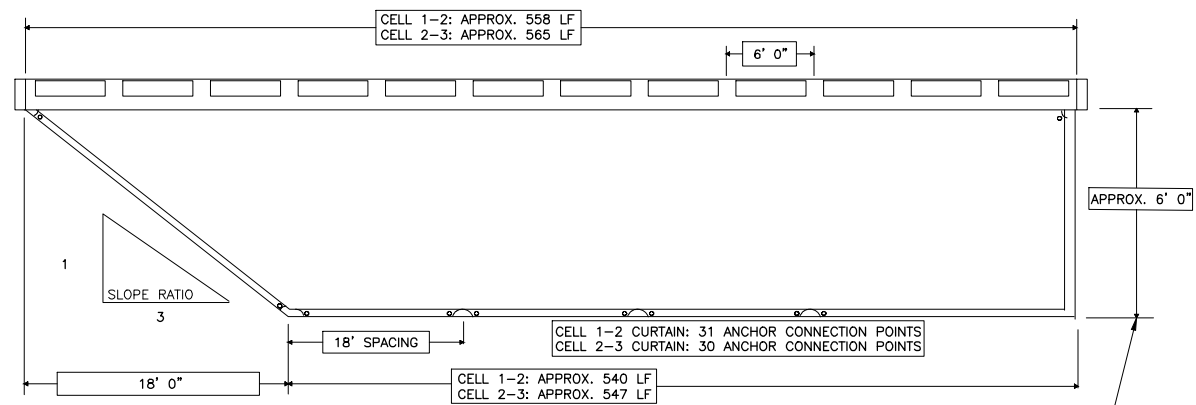 CELL 1-2: APPROX. 558 LF
CELL 2-3: APPROX. 565 LF
6' 0"
APPROX. 6' 0"
1
SLOPE RATIO
3
18' SPACING
CELL 1-2 CURTAIN: 31 ANCHOR CONNECTION POINTS
CELL 2-3 CURTAIN: 30 ANCHOR CONNECTION POINTS
18' 0"
CELL 1-2: APPROX. 540 LF
CELL 2-3: APPROX. 547 LF